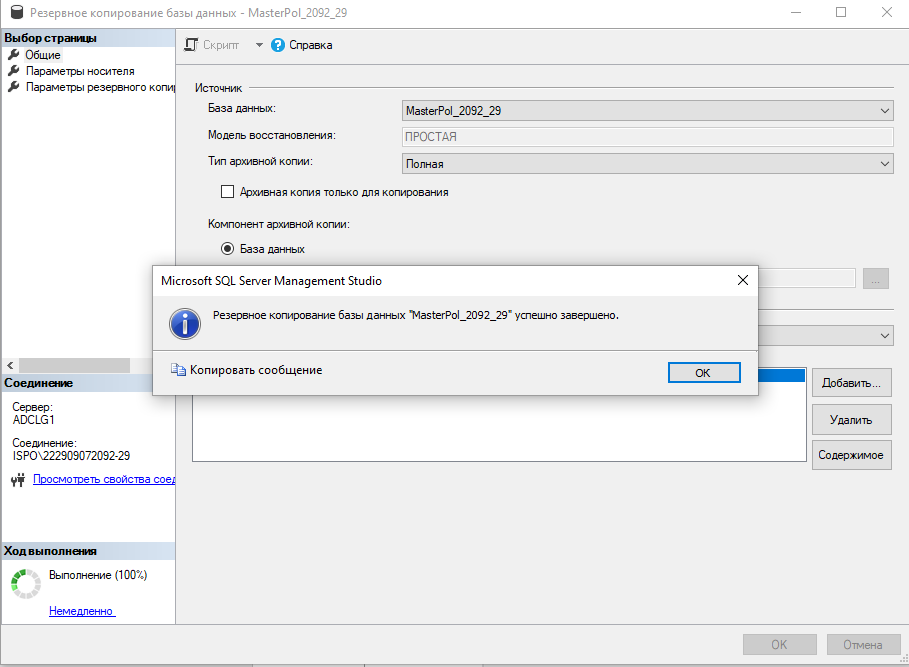 Резервное копирование базы данных - MasterPol_2092_29
Выбор страницы
Общие
Параметры носителя
Параметры резервного копи
Скрипт
Справка
Источник
База данных:
MasterPol_2092_29
Модель восстановления:
ПРОСТАЯ
Тип архивной копии:
Полная
Архивная копия только для копирования
Компонент архивной копии:
База данных
...
Microsoft SQL Server Management Studio
Резервное копирование базы данных "MasterPol_2092_29" успешно завершено.
Копировать сообщение
OK
Добавить...
Удалить
Содержимое
Соединение
Сервер:
ADCLG1
Соединение:
ISPO\222909072092-29
Просмотреть свойства соед
Ход выполнения
Выполнение (100%)
Немедленно
OK
Отмена